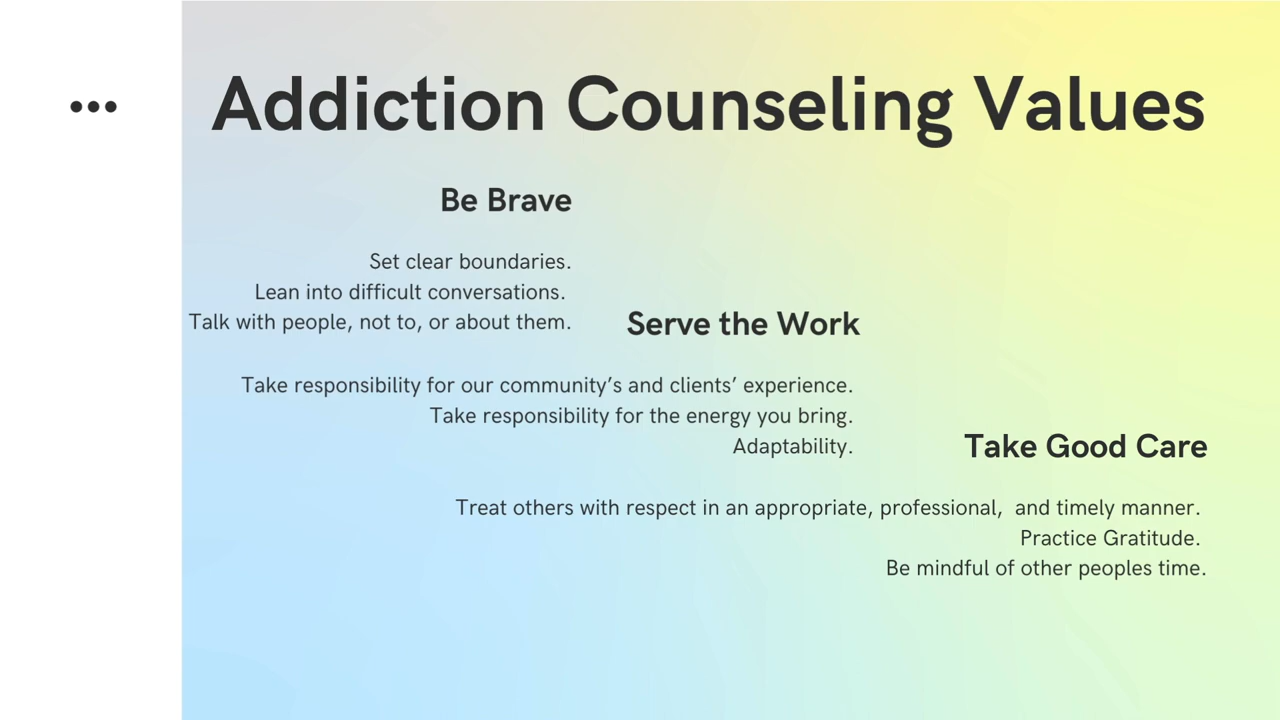 Addiction Counseling Values
Be Brave
Set clear boundaries.
Lean into difficult conversations.
Talk with people, not to, or about them.
Serve the Work
Take responsibility for our community’s and clients’ experience.
Take responsibility for the energy you bring.
Adaptability.
Take Good Care
Treat others with respect in an appropriate, professional,  and timely manner.
Practice Gratitude.
Be mindful of other peoples time.